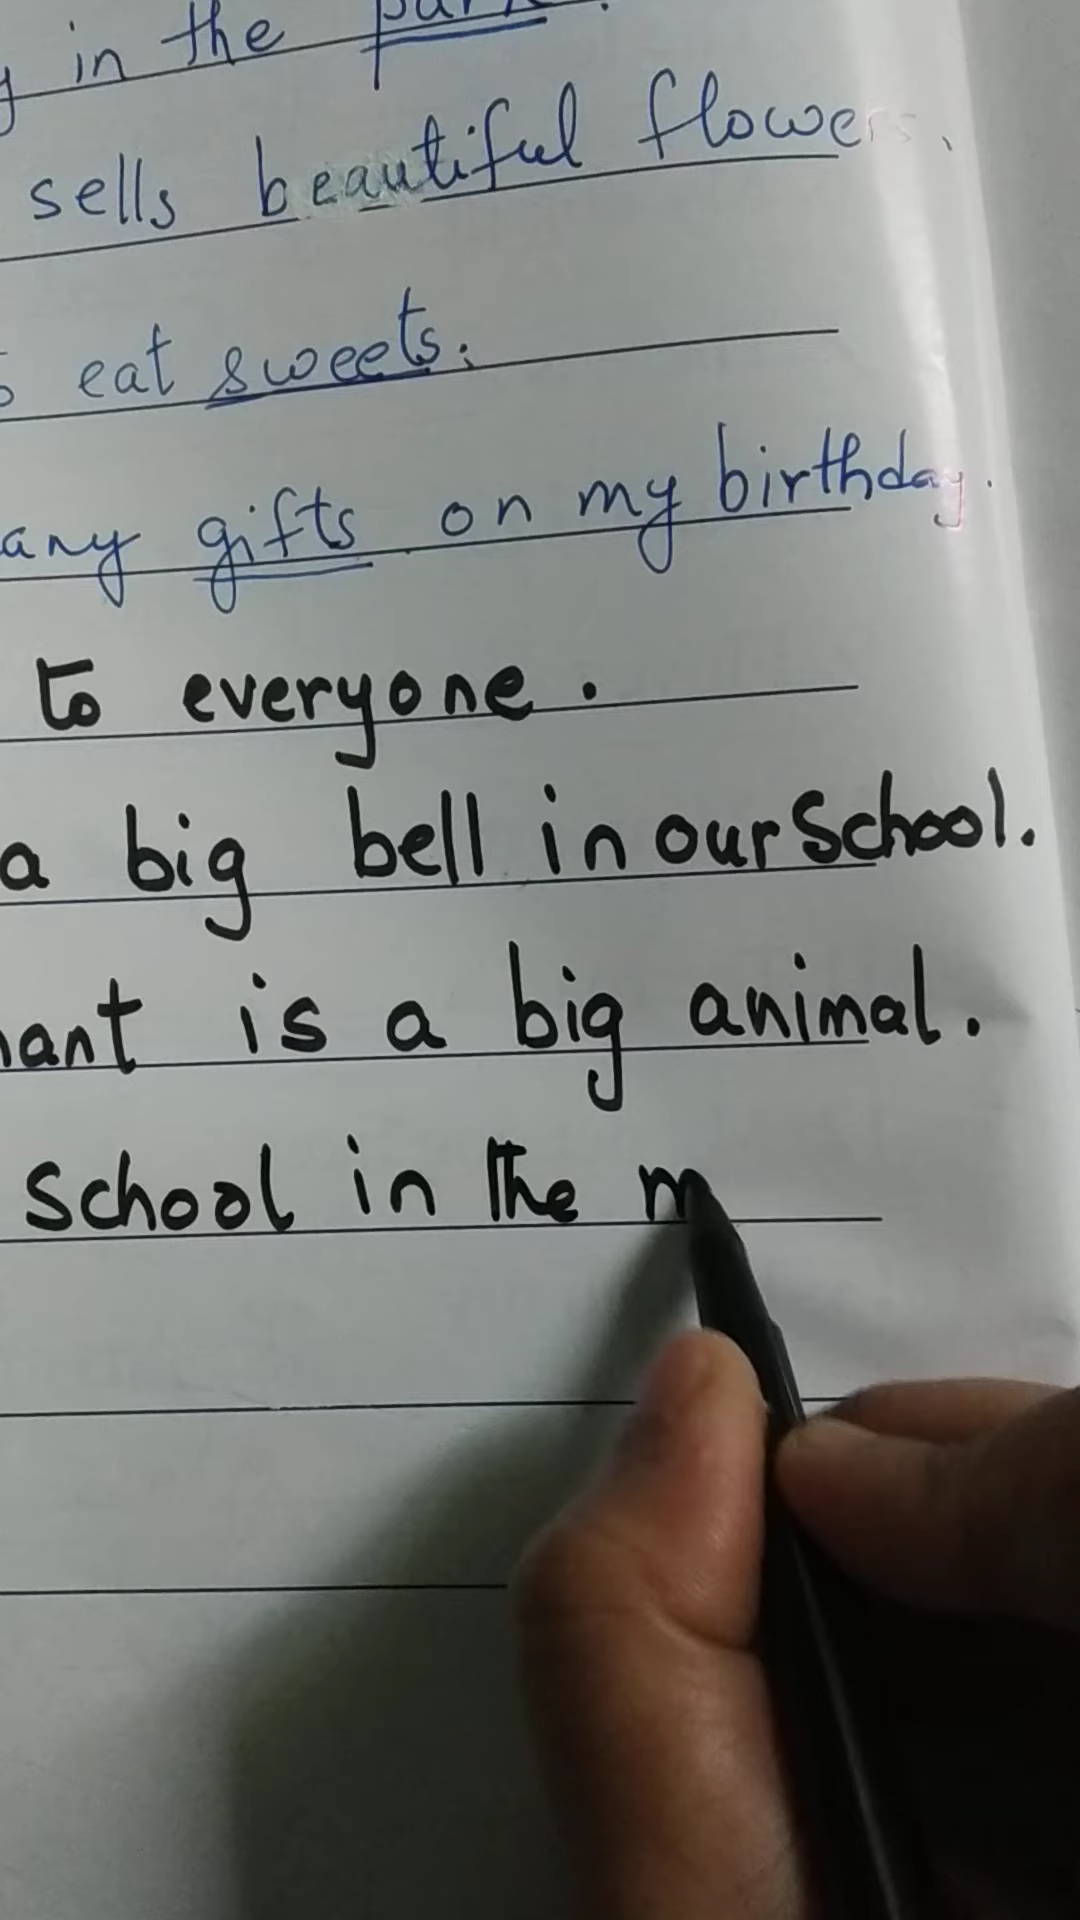 in the park.
sells beautiful flowers.
eat sweets.
any gifts on my birthday.
to everyone.
a big bell in our School.
is a big animal.
school in the m